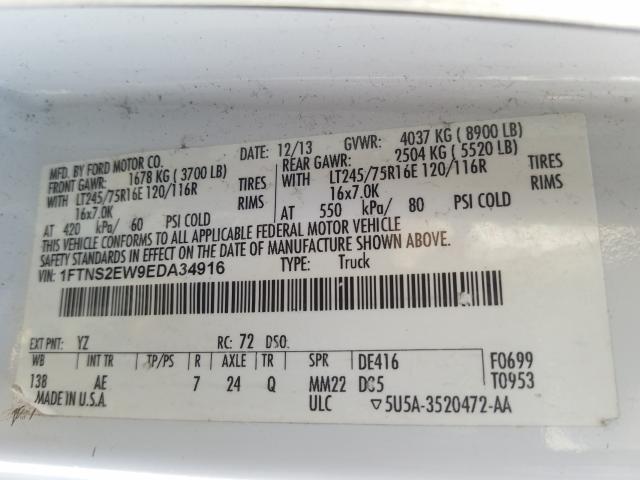 MFD. BY FORD MOTOR CO. DATE: 12/13 GVWR: 4037 KG ( 8900 LB)
FRONT GAWR: 1678 KG ( 3700 LB) REAR GAWR: 2504 KG ( 5520 LB)
WITH LT245/75R16E 120/116R TIRES WITH LT245/75R16E 120/116R TIRES
16x7.0K RIMS 16x7.0K RIMS
AT 420 kPa/ 60 PSI COLD AT 550 kPa/ 80 PSI COLD
THIS VEHICLE CONFORMS TO ALL APPLICABLE FEDERAL MOTOR VEHICLE
SAFETY STANDARDS IN EFFECT ON THE DATE OF MANUFACTURE SHOWN ABOVE.
VIN: 1FTNS2EW9EDA34916 TYPE: Truck
EXT PNT: YZ RC: 72 DSO:
WB INT TR TP/PS R AXLE TR SPR DE416 F0699
138 AE 7 24 Q MM22 T0953
MADE IN U.S.A. ULC ▽5U5A-3520472-AA